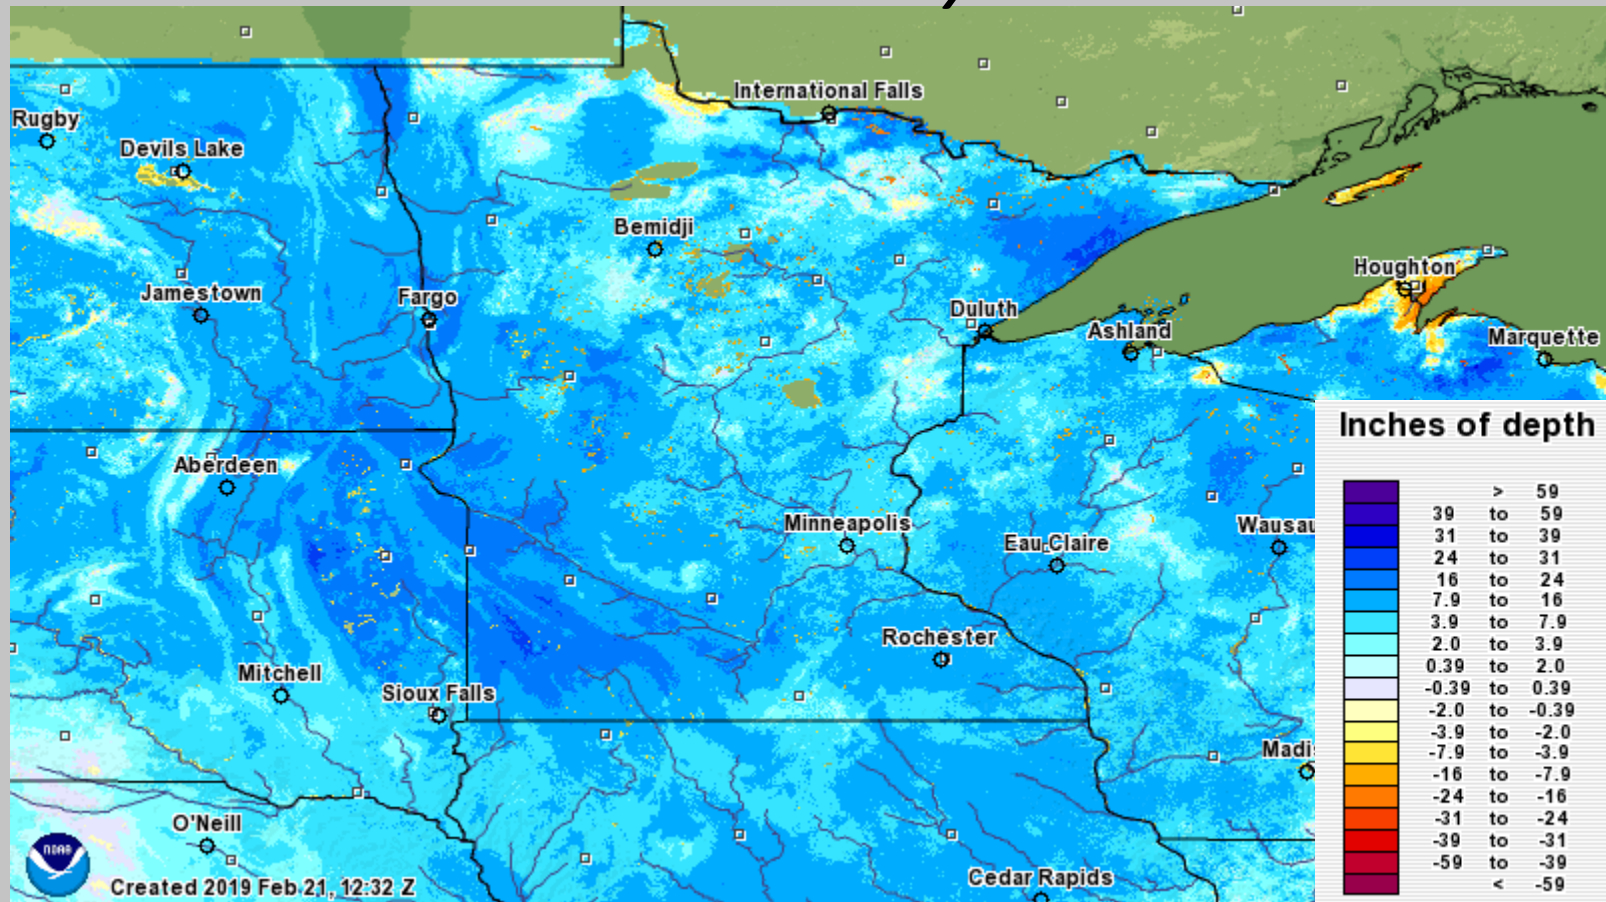 International Falls
Rugby
Devils Lake
Bemidji
Houghton
Jamestown
Fargo
Duluth
Ashland
Marquette
Aberdeen
Minneapolis
Eau Claire
Wausau
Rochester
Mitchell
Sioux Falls
Madi
O'Neill
Cedar Rapids
NOAA
Created 2019 Feb 21, 12:32 Z
Inches of depth
> 59
39 to 59
31 to 39
24 to 31
16 to 24
7.9 to 16
3.9 to 7.9
2.0 to 3.9
0.39 to 2.0
-0.39 to 0.39
-2.0 to -0.39
-3.9 to -2.0
-7.9 to -3.9
-16 to -7.9
-24 to -16
-31 to -24
-39 to -31
-59 to -39
< -59